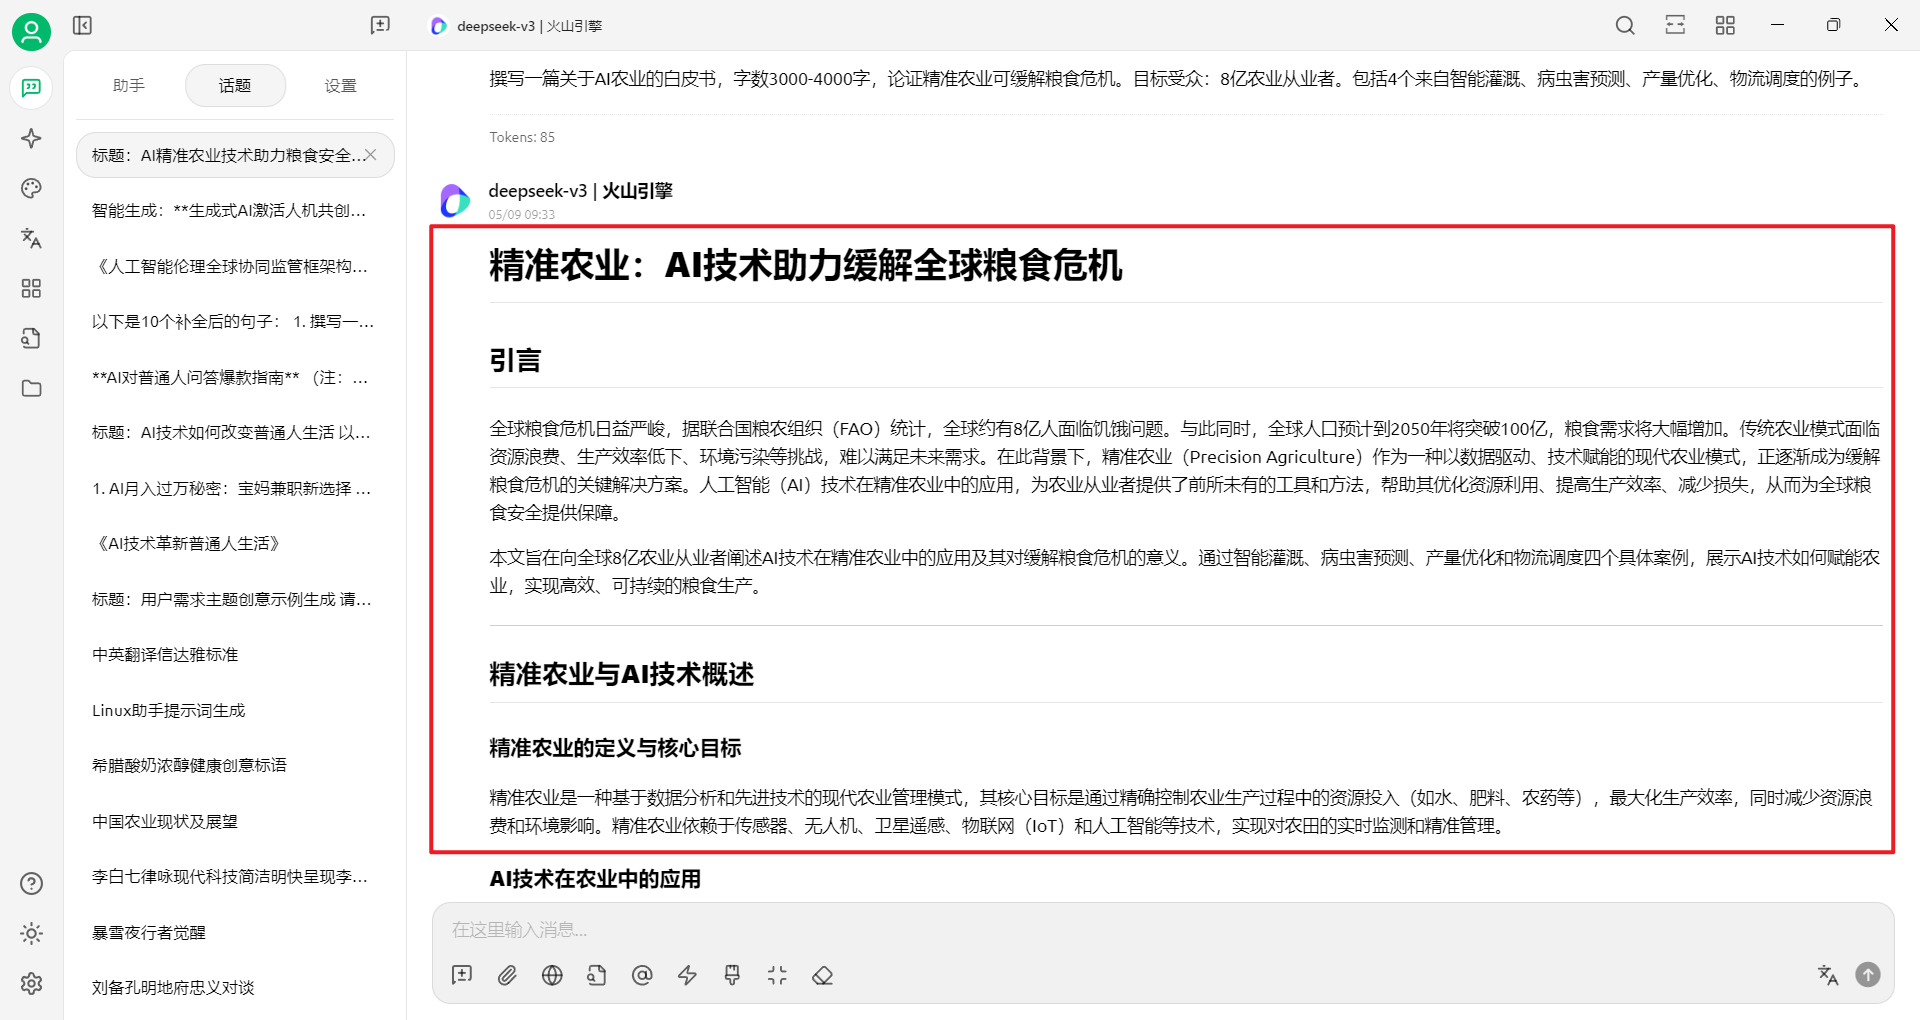 deepseek-v3 | 火山引擎
助手
话题
设置
标题：AI精准农业技术助力粮食安全...
智能生成：**生成式AI激活人机共创...
《人工智能伦理全球协同监管框架构...
以下是10个补全后的句子： 1. 撰写一...
**AI对普通人问答爆款指南** （注：...
标题：AI技术如何改变普通人生活 以...
1. AI月入过万秘密：宝妈兼职新选择 ...
《AI技术革新普通人生活》
标题：用户需求主题创意示例生成 请...
中英翻译信达雅标准
Linux助手提示词生成
希腊酸奶浓醇健康创意标语
中国农业现状及展望
李白七律咏现代科技简洁明快呈现李...
暴雪夜行者觉醒
刘备孔明地府忠义对谈
撰写一篇关于AI农业的白皮书，字数3000-4000字，论证精准农业可缓解粮食危机。目标受众：8亿农业从业者。包括4个来自智能灌溉、病虫害预测、产量优化、物流调度的例子。
Tokens: 85
deepseek-v3 | 火山引擎
05/09 09:33
精准农业：AI技术助力缓解全球粮食危机
引言
全球粮食危机日益严峻，据联合国粮农组织（FAO）统计，全球约有8亿人面临饥饿问题。与此同时，全球人口预计到2050年将突破100亿，粮食需求将大幅增加。传统农业模式面临
资源浪费、生产效率低下、环境污染等挑战，难以满足未来需求。在此背景下，精准农业（Precision Agriculture）作为一种以数据驱动、技术赋能的现代农业模式，正逐渐成为缓解
粮食危机的关键解决方案。人工智能（AI）技术在精准农业中的应用，为农业从业者提供了前所未有的工具和方法，帮助其优化资源利用、提高生产效率、减少损失，从而为全球粮
食安全提供保障。
本文旨在向全球8亿农业从业者阐述AI技术在精准农业中的应用及其对缓解粮食危机的意义。通过智能灌溉、病虫害预测、产量优化和物流调度四个具体案例，展示AI技术如何赋能农
业，实现高效、可持续的粮食生产。
精准农业与AI技术概述
精准农业的定义与核心目标
精准农业是一种基于数据分析和先进技术的现代农业管理模式，其核心目标是通过精确控制农业生产过程中的资源投入（如水、肥料、农药等），最大化生产效率，同时减少资源浪
费和环境影响。精准农业依赖于传感器、无人机、卫星遥感、物联网（IoT）和人工智能等技术，实现对农田的实时监测和精准管理。
AI技术在农业中的应用
在这里输入消息...